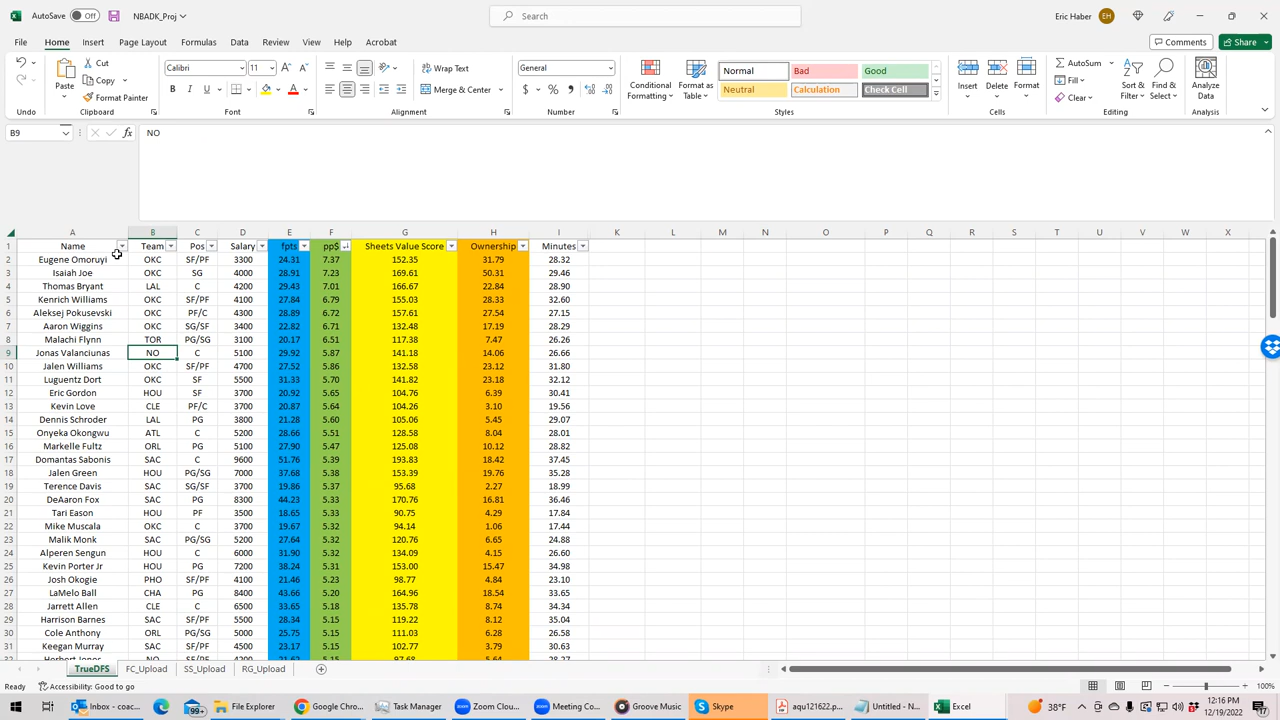 AutoSave Off NBADK_Proj Search Eric Haber EH
File Home Insert Page Layout Formulas Data Review View Help Acrobat Comments Share
Paste Cut Copy Format Painter Calibri 11 B I U A Wrap Text Merge & Center General $ % Conditional Formatting Format as Table Normal Bad Good Neutral Calculation Check Cell Insert Delete Format AutoSum Fill Clear Sort & Filter Find & Select Analyze Data
Undo Clipboard Font Alignment Number Styles Cells Editing Analysis
B9 fx NO
A B C D E F G H I J K L M N O P Q R S T U V W X
1 Name Team Pos Salary fpts pp$ Sheets Value Score Ownership Minutes
2 Eugene Omoruyi OKC SF/PF 3300 24.31 7.37 152.35 31.79 28.32
3 Isaiah Joe OKC SG 4000 28.91 7.23 169.61 50.31 29.46
4 Thomas Bryant LAL C 4200 29.43 7.01 166.67 22.84 28.90
5 Kenrich Williams OKC SF/PF 4100 27.84 6.79 155.03 28.33 32.60
6 Aleksej Pokusevski OKC PF/C 4300 28.89 6.72 157.61 27.54 27.15
7 Aaron Wiggins OKC SG/SF 3400 22.82 6.71 132.48 17.19 28.29
8 Malachi Flynn TOR PG/SG 3100 20.17 6.51 117.38 7.47 26.26
9 Jonas Valanciunas NO C 5100 29.92 5.87 141.18 14.06 26.66
10 Jalen Williams OKC SF/PF 4700 27.52 5.86 132.58 23.12 31.80
11 Luguentz Dort OKC SF 5500 31.33 5.70 141.82 23.18 32.12
12 Eric Gordon HOU SF 3700 20.92 5.65 104.76 6.39 30.41
13 Kevin Love CLE PF/C 3700 20.87 5.64 104.26 3.10 19.56
14 Dennis Schroder LAL PG 3800 21.28 5.60 105.06 5.45 29.07
15 Onyeka Okongwu ATL C 5200 28.66 5.51 128.58 8.04 28.01
16 Markelle Fultz ORL PG 5100 27.90 5.47 125.08 10.12 28.82
17 Domantas Sabonis SAC C 9600 51.76 5.39 193.83 18.42 37.45
18 Jalen Green HOU PG/SG 7000 37.68 5.38 153.39 19.76 35.28
19 Terence Davis SAC SG/SF 3700 19.86 5.37 95.68 2.27 18.99
20 DeAaron Fox SAC PG 8300 44.23 5.33 170.76 16.81 36.46
21 Tari Eason HOU PF 3500 18.65 5.33 90.75 4.29 17.84
22 Mike Muscala OKC C 3700 19.67 5.32 94.14 1.06 17.44
23 Malik Monk SAC PG/SG 5200 27.64 5.32 120.76 6.65 24.88
24 Alperen Sengun HOU C 6000 31.90 5.32 134.09 4.15 26.60
25 Kevin Porter Jr HOU PG/SF 7200 38.24 5.31 153.00 15.47 34.98
26 Josh Okogie PHO SF/PF 4100 21.46 5.23 98.77 4.84 23.10
27 LaMelo Ball CHA PG 8400 43.66 5.20 164.96 18.54 33.65
28 Jarrett Allen CLE C 6500 33.65 5.18 135.78 8.74 34.34
29 Harrison Barnes SAC SF/PF 5500 28.34 5.15 119.22 8.12 35.04
30 Cole Anthony ORL PG/SG 5000 25.75 5.15 111.03 6.28 26.58
31 Keegan Murray SAC SF/PF 4500 23.17 5.15 102.77 3.79 30.63
32 Herbert Jones NO SF/PF 4200 21.62 5.15 97.68 5.64 28.27
TrueDFS FC_Upload SS_Upload RG_Upload
Ready Accessibility: Good to go 100%
Inbox - coac... 99+ File Explorer Google Chro... Task Manager Zoom Clou... Meeting Co... Groove Music Skype aqu121622.p... Untitled - N... Excel 38°F 12:16 PM 12/19/2022 17